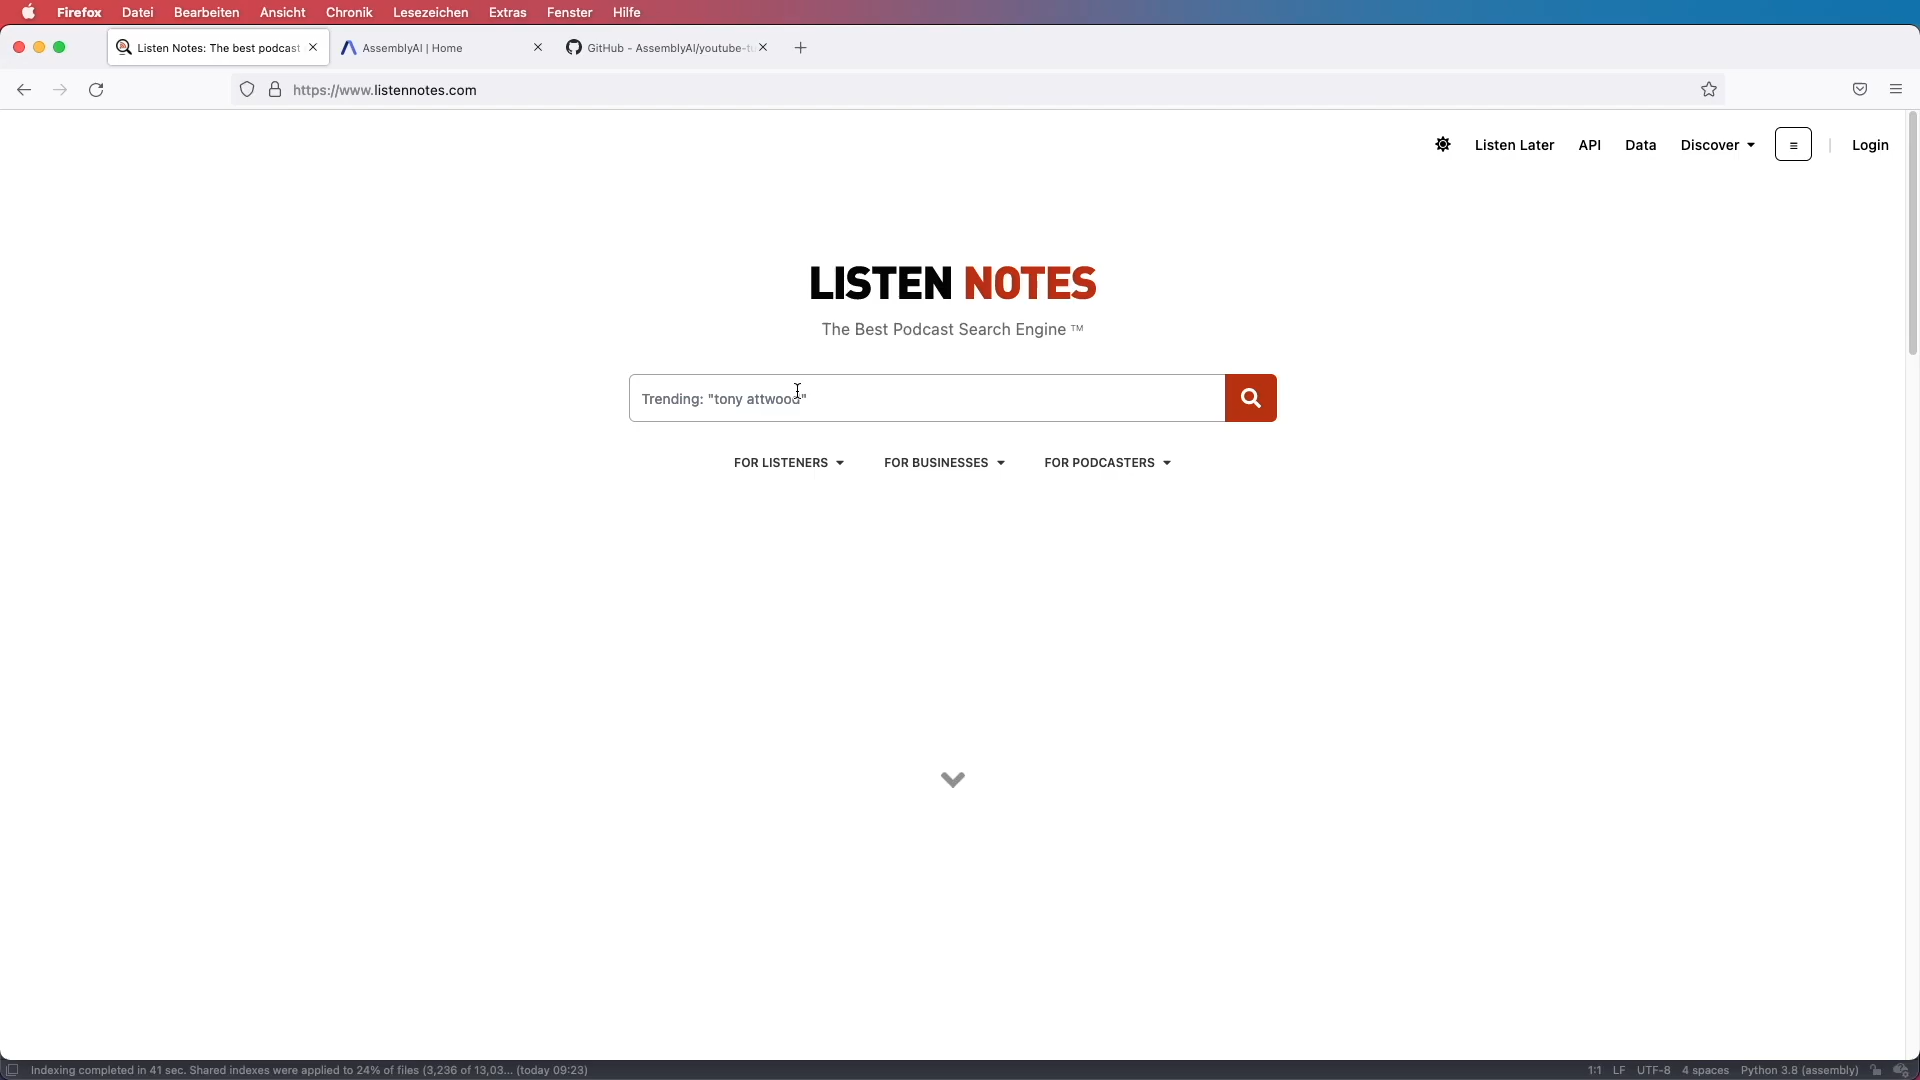 Firefox Datei Bearbeiten Ansicht Chronik Lesezeichen Extras Fenster Hilfe
Listen Notes: The best podcast
AssemblyAI | Home
GitHub - AssemblyAI/youtube-tu
https://www.listennotes.com
Listen Later API Data Discover Login
LISTEN NOTES
The Best Podcast Search Engine ™
Trending: "tony attwood"
FOR LISTENERS FOR BUSINESSES FOR PODCASTERS
Indexing completed in 41 sec. Shared indexes were applied to 24% of files (3,236 of 13,03... (today 09:23) 1:1 LF UTF-8 4 spaces Python 3.8 (assembly)